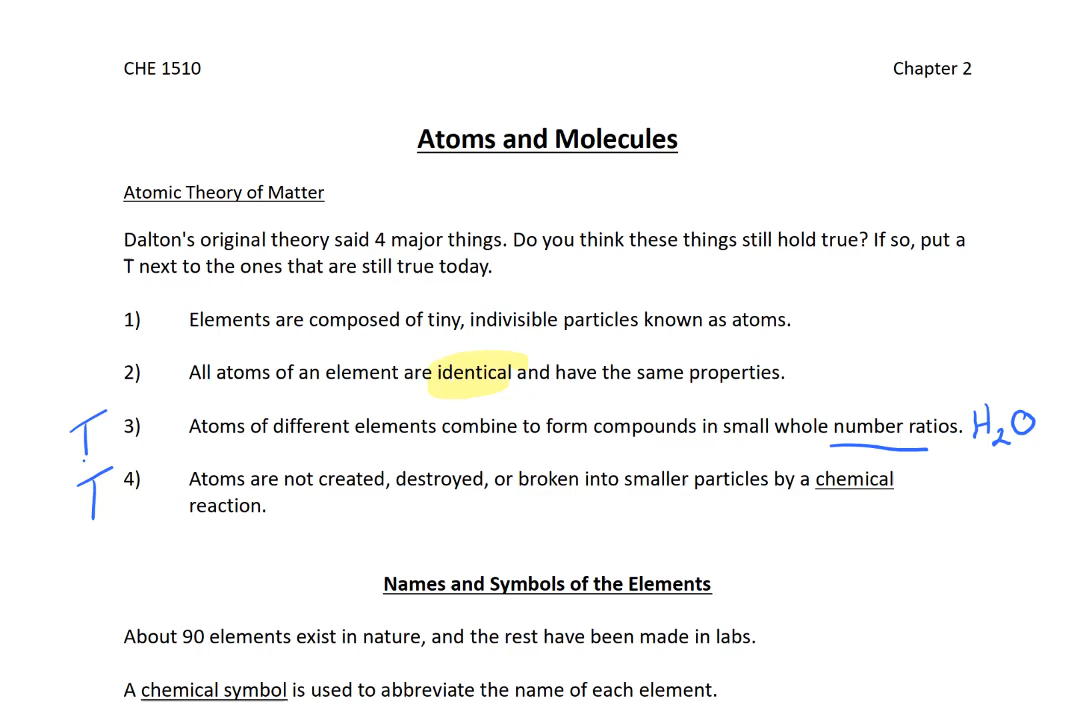 CHE 1510 Chapter 2
Atoms and Molecules
Atomic Theory of Matter
Dalton's original theory said 4 major things. Do you think these things still hold true? If so, put a
T next to the ones that are still true today.
1) Elements are composed of tiny, indivisible particles known as atoms.
2) All atoms of an element are identical and have the same properties.
T 3) Atoms of different elements combine to form compounds in small whole number ratios. H₂O
T 4) Atoms are not created, destroyed, or broken into smaller particles by a chemical
reaction.
Names and Symbols of the Elements
About 90 elements exist in nature, and the rest have been made in labs.
A chemical symbol is used to abbreviate the name of each element.